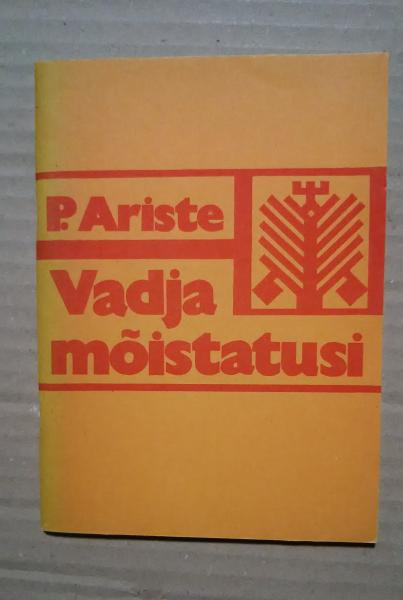 P. Ariste
Vadja
mõistatusi